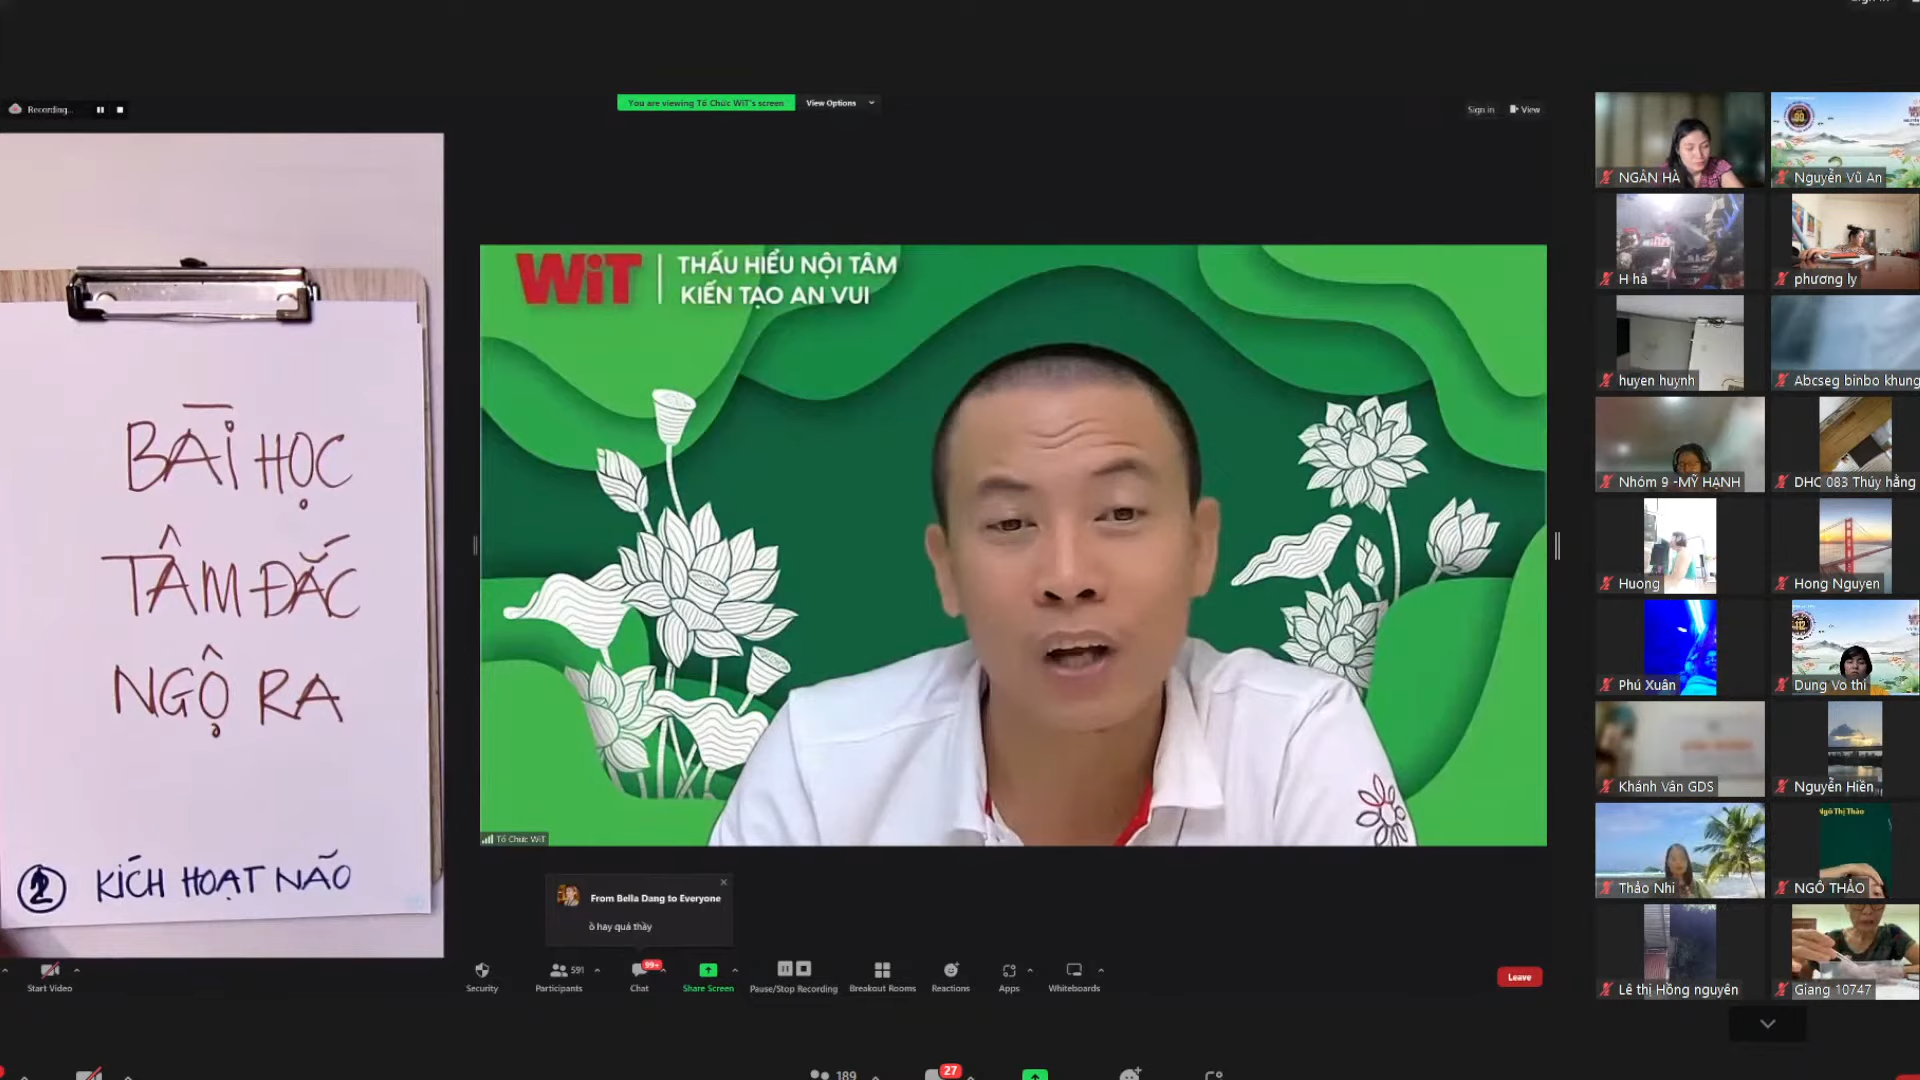 Recording...
You are viewing Tổ Chức WiT's screen
View Options
Sign in
View
BÀI HỌC
TÂM ĐẮC
NGỘ RA
2 KÍCH HOẠT NÃO
WiT
THẤU HIỂU NỘI TÂM
KIẾN TẠO AN VUI
Tổ Chức WiT
From Bella Dang to Everyone
ồ hay quá thầy
Start Video
Security
591
Participants
99+
Chat
Share Screen
Pause/Stop Recording
Breakout Rooms
Reactions
Apps
Whiteboards
Leave
NGÂN HÀ
Nguyễn Vũ An
H hà
phương ly
huyen huynh
Abcseg binbo khung
Nhóm 9 -MỸ HẠNH
DHC 083 Thúy hằng
Huong
Hong Nguyen
Phú Xuân
112
Dung Vo thi
Khánh Vân GDS
Nguyễn Hiền
Thảo Nhi
Ngô Thị Thảo
NGÔ THẢO
Lê thị Hồng nguyên
Giang 10747
189
27